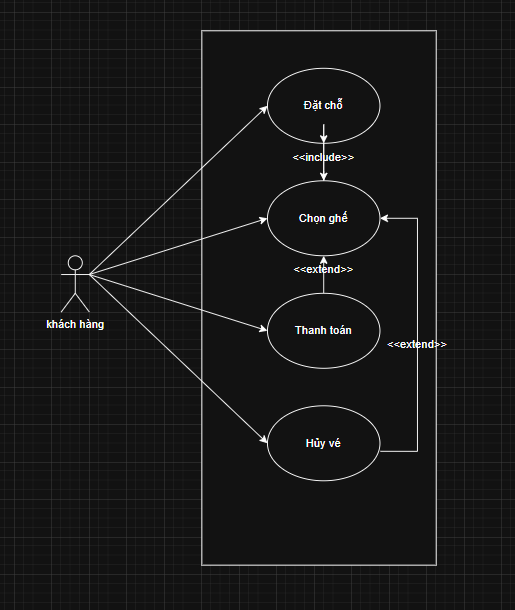 Đặt chỗ
<<include>>
Chọn ghế
<<extend>>
khách hàng
Thanh toán
<<extend>>
Hủy vé